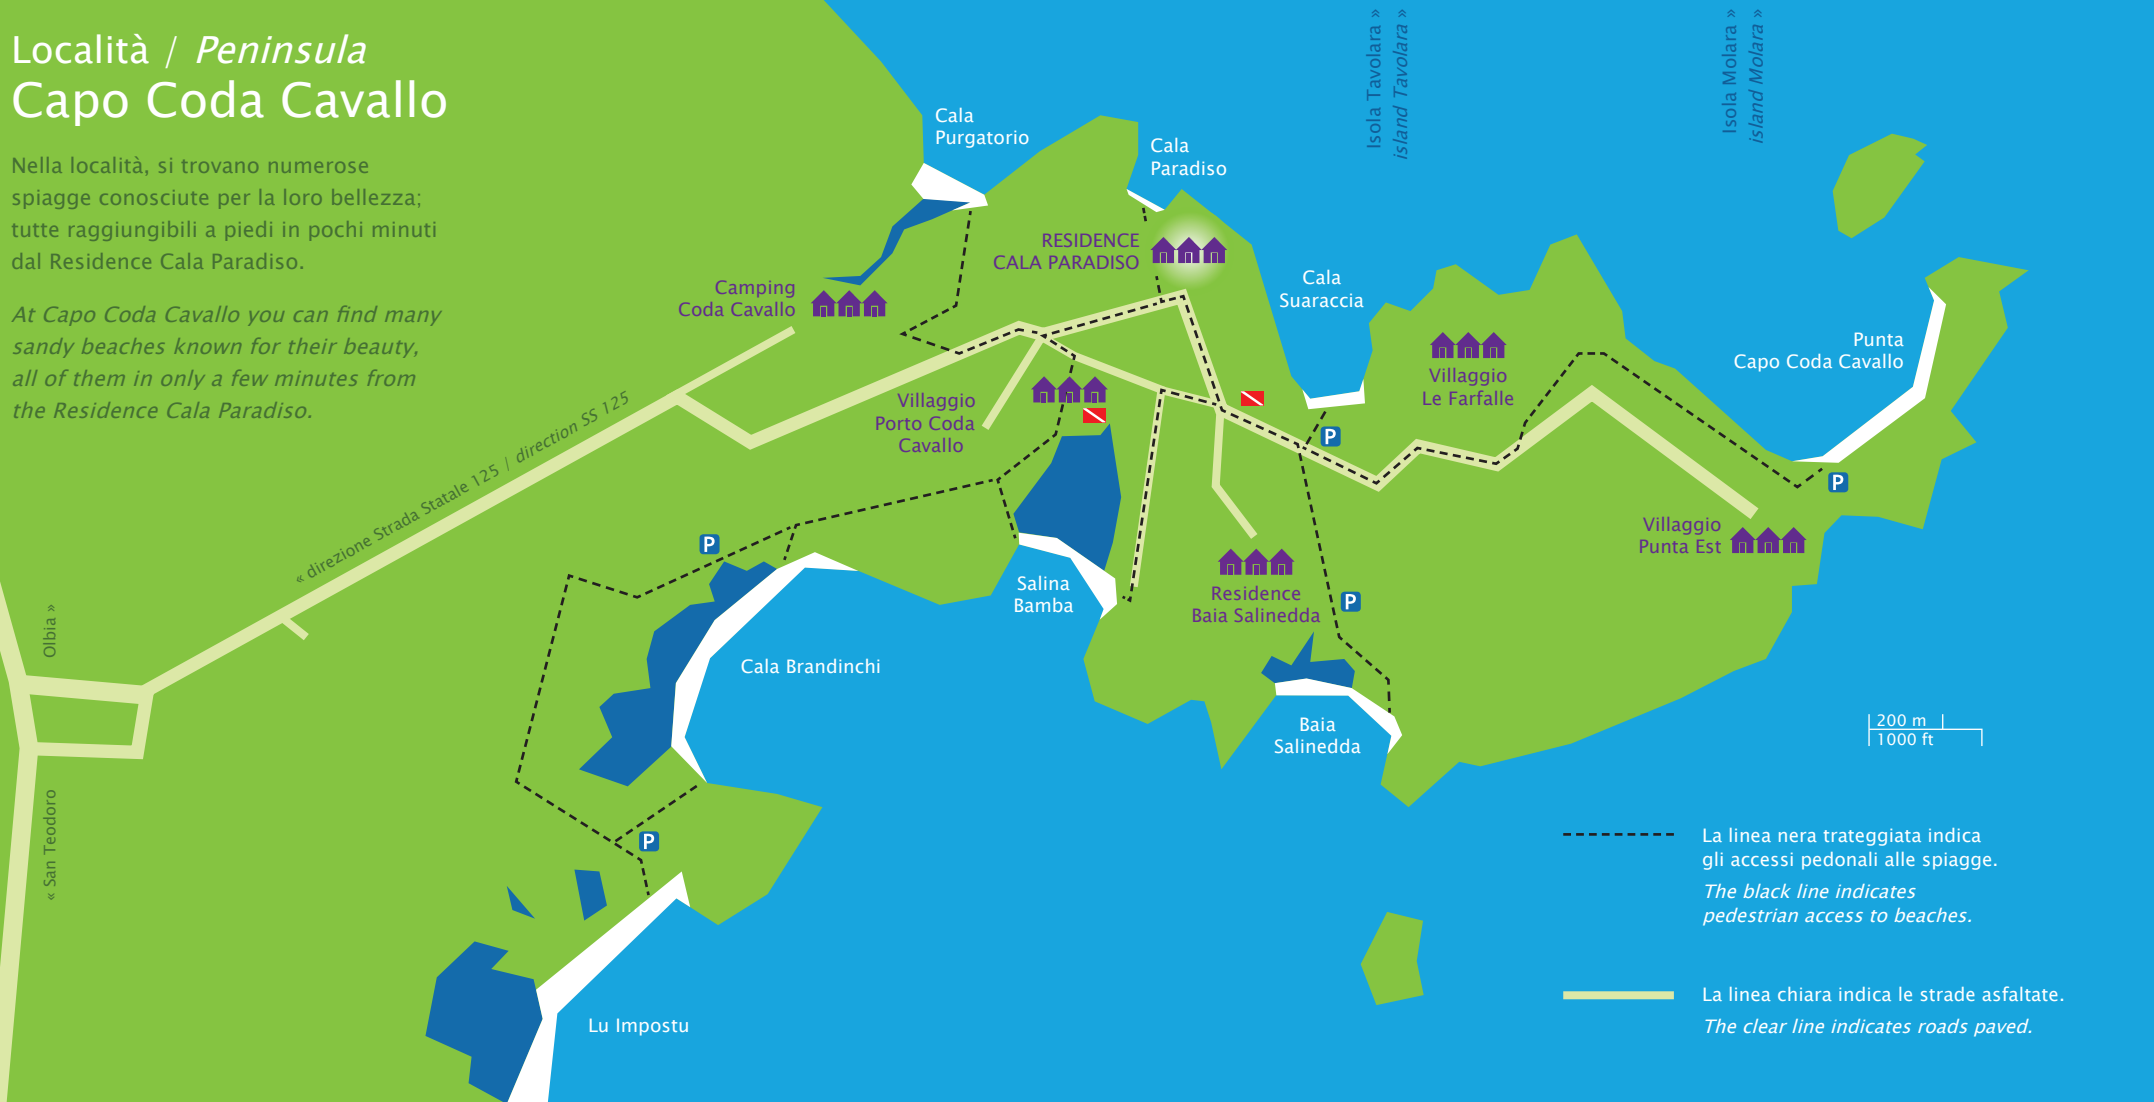 Località / Peninsula
Capo Coda Cavallo
Nella località, si trovano numerose
spiagge conosciute per la loro bellezza;
tutte raggiungibili a piedi in pochi minuti
dal Residence Cala Paradiso.
At Capo Coda Cavallo you can find many
sandy beaches known for their beauty,
all of them in only a few minutes from
the Residence Cala Paradiso.
Isola Tavolara »
island Tavolara »
Isola Molara »
island Molara »
Cala
Purgatorio
Cala
Paradiso
RESIDENCE
CALA PARADISO
Camping
Coda Cavallo
Cala
Suaraccia
Villaggio
Le Farfalle
Punta
Capo Coda Cavallo
Villaggio
Porto Coda
Cavallo
« direzione Strada Statale 125 / direction SS 125
P
P
Villaggio
Punta Est
P
Salina
Bamba
Residence
Baia Salinedda
P
Olbia »
Cala Brandinchi
Baia
Salinedda
200 m
1000 ft
« San Teodoro
P
La linea nera trateggiata indica
gli accessi pedonali alle spiagge.
The black line indicates
pedestrian access to beaches.
Lu Impostu
La linea chiara indica le strade asfaltate.
The clear line indicates roads paved.